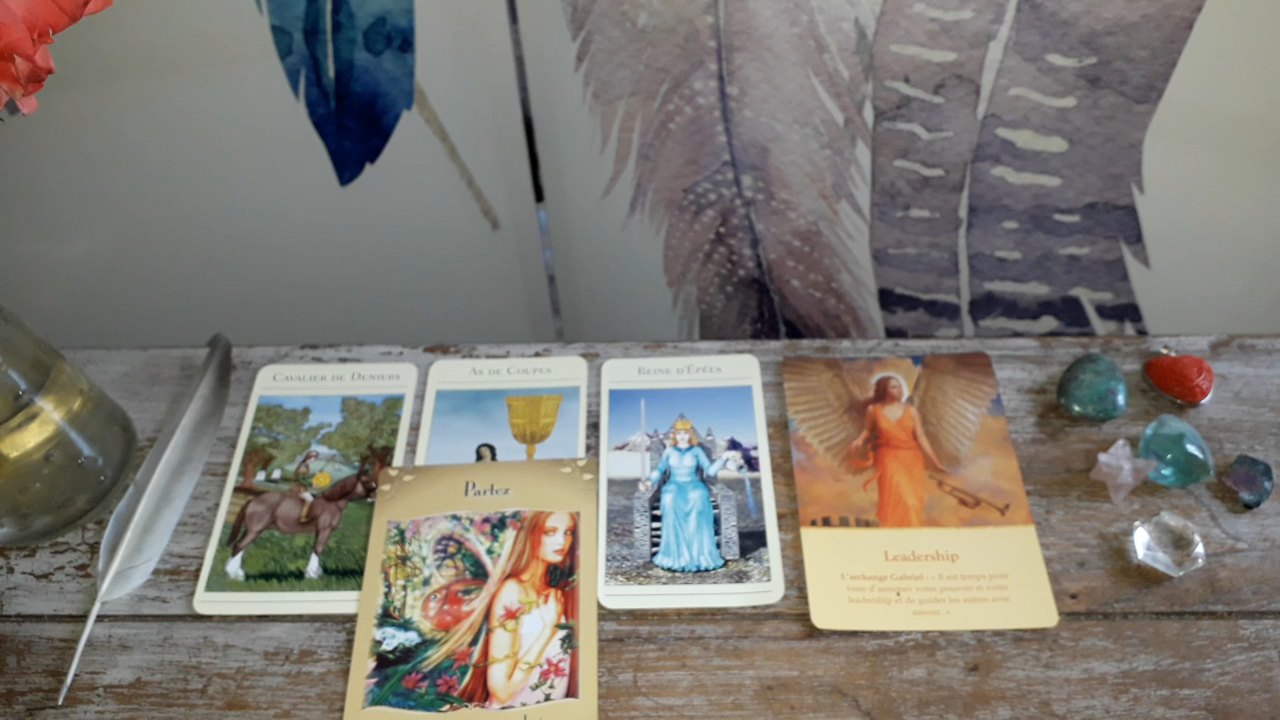 CAVALIER DE DENIERS
AS DE COUPES
REINE D'ÉPÉES
Partez
Leadership
L'archange Gabriel : « Il est temps pour
vous d'assumer votre pouvoir et votre
leadership et de guider les autres avec
amour. »